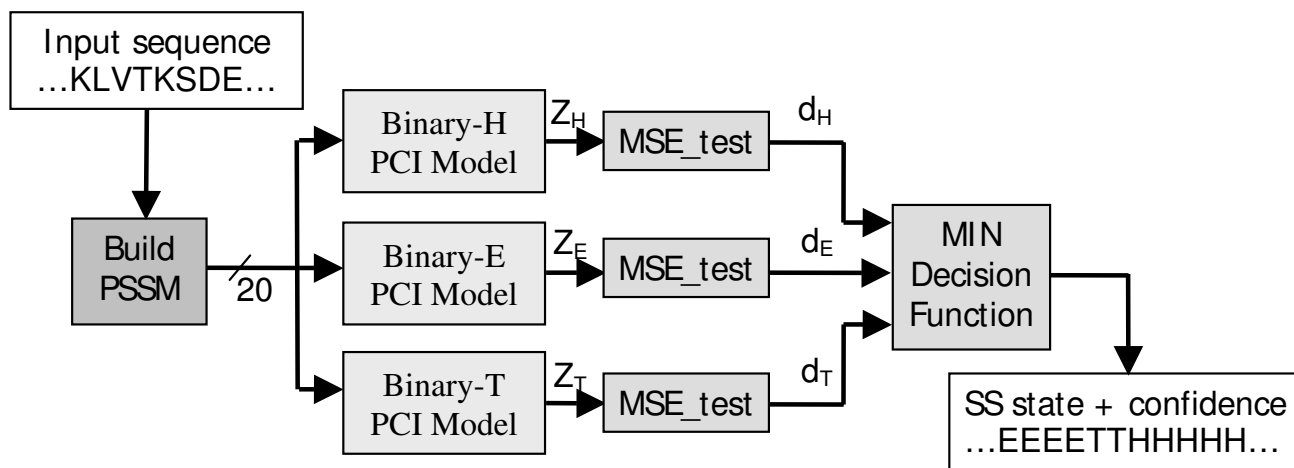 Input sequence
…KLVTKSDE…
Build
PSSM
20
Binary-H
PCI Model
Z_H
MSE_test
d_H
Binary-E
PCI Model
Z_E
MSE_test
d_E
Binary-T
PCI Model
Z_T
MSE_test
d_T
MIN
Decision
Function
SS state + confidence
…EEEETTHHHHH…